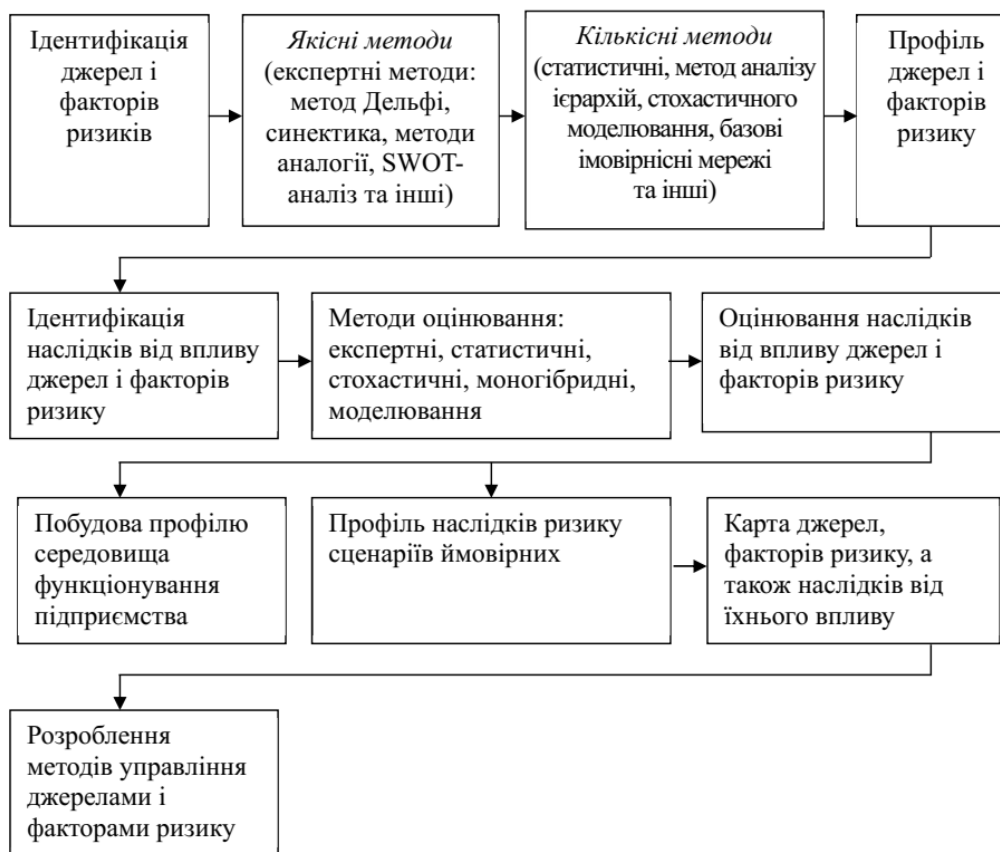 Ідентифікація
джерел і
факторів
ризиків
Якісні методи
(експертні методи:
метод Дельфі,
синектика, методи
аналогії, SWOT-
аналіз та інші)
Кількісні методи
(статистичні, метод аналізу
ієрархій, стохастичного
моделювання, базові
імовірнісні мережі
та інші)
Профіль
джерел і
факторів
ризику
Ідентифікація
наслідків від впливу
джерел і факторів
ризику
Методи оцінювання:
експертні, статистичні,
стохастичні, моногібридні,
моделювання
Оцінювання наслідків
від впливу джерел і
факторів ризику
Побудова профілю
середовища
функціонування
підприємства
Профіль наслідків ризику
сценаріїв ймовірних
Карта джерел,
факторів ризику, а
також наслідків від
їхнього впливу
Розроблення
методів управління
джерелами і
факторами ризику